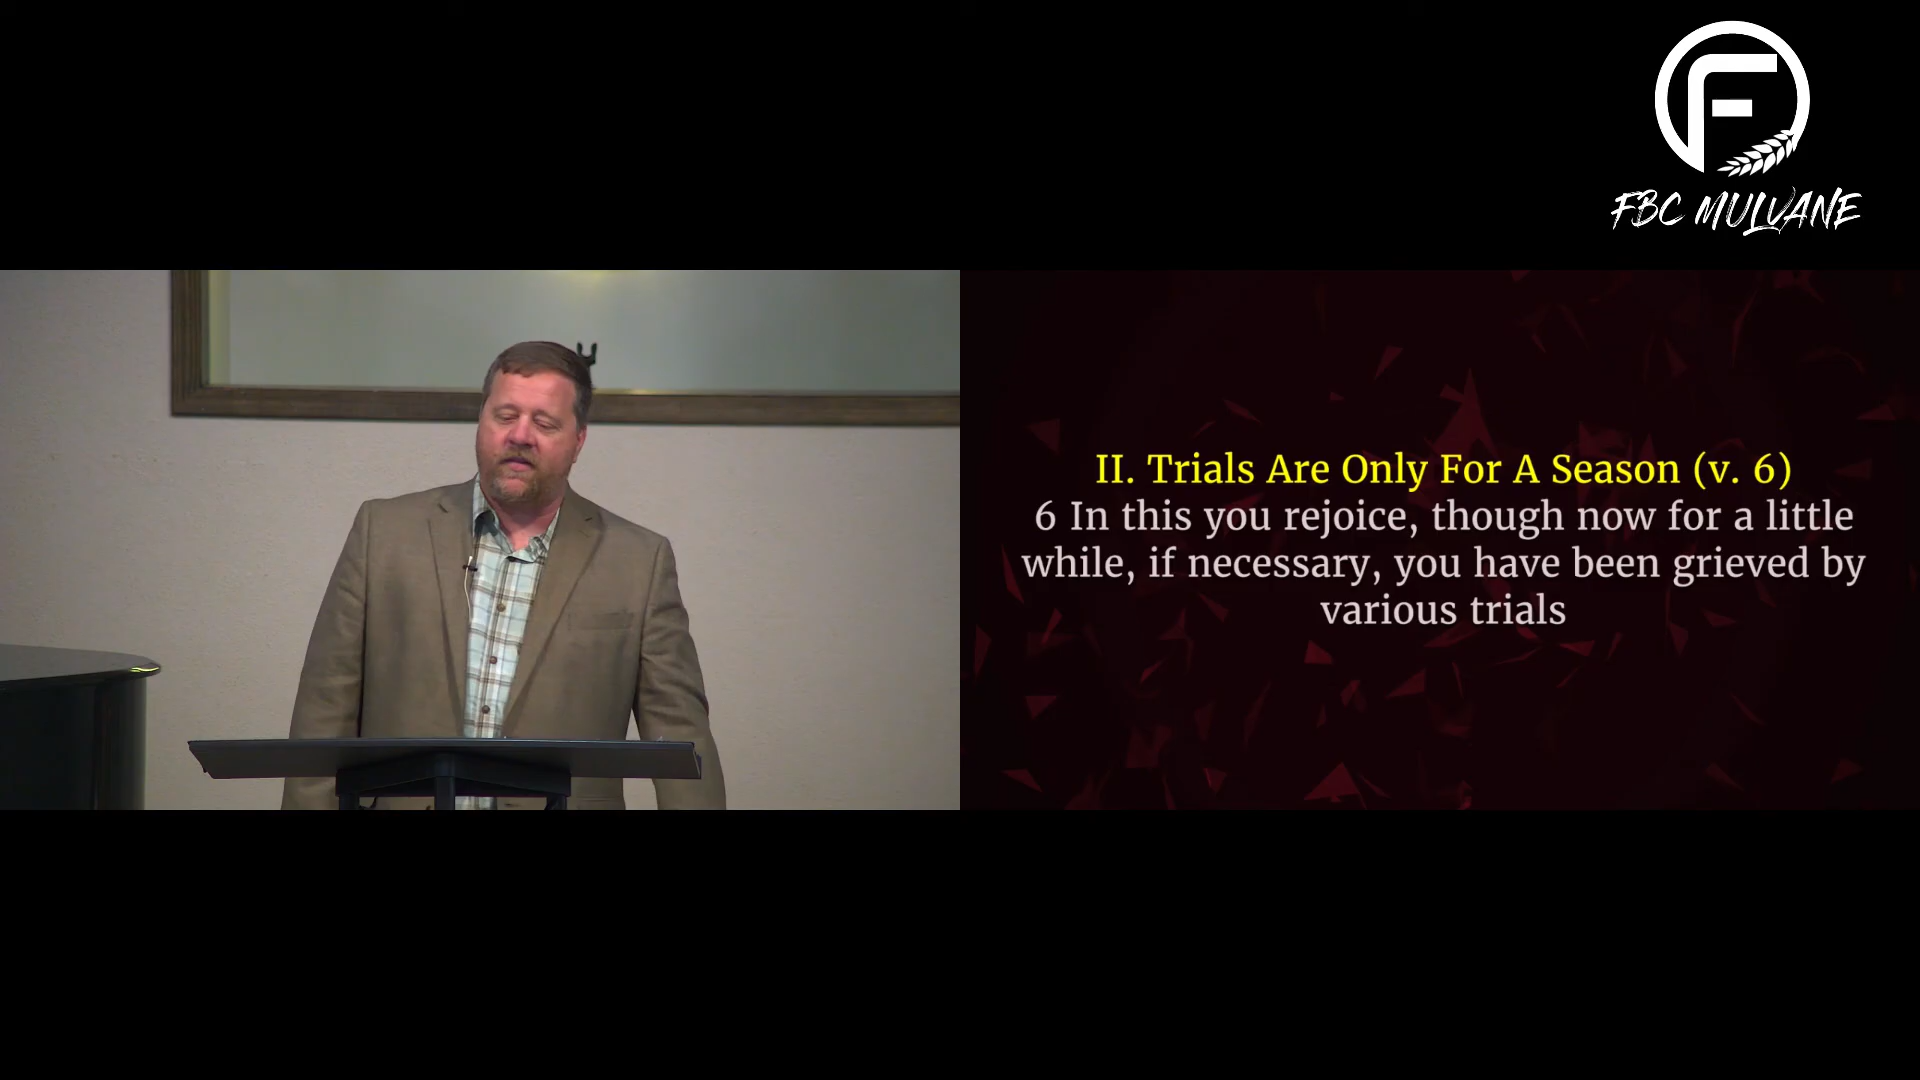 FBC MULVANE
II. Trials Are Only For A Season (v. 6)
6 In this you rejoice, though now for a little
while, if necessary, you have been grieved by
various trials